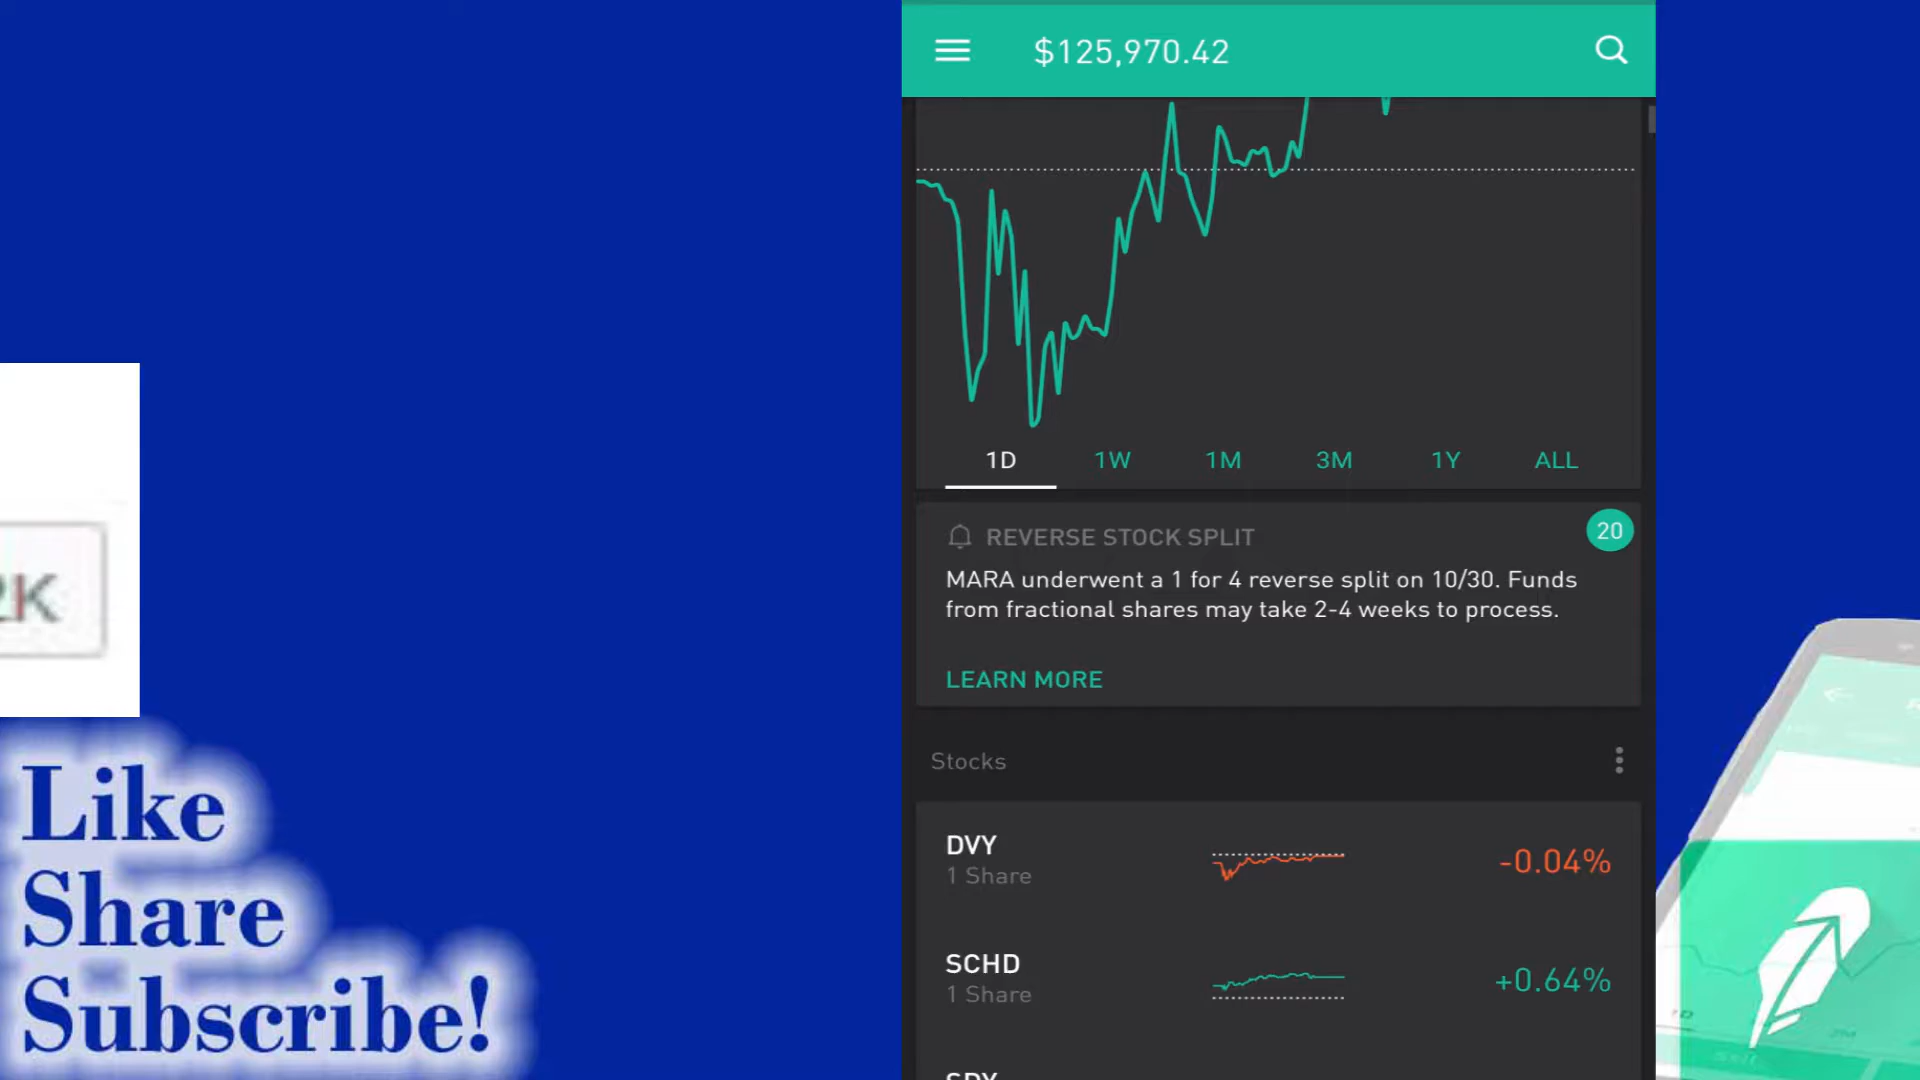 $125,970.42
1D 1W 1M 3M 1Y ALL
REVERSE STOCK SPLIT
20
MARA underwent a 1 for 4 reverse split on 10/30. Funds
from fractional shares may take 2-4 weeks to process.
LEARN MORE
Stocks
DVY
1 Share
-0.04%
SCHD
1 Share
+0.64%
Like
Share
Subscribe!